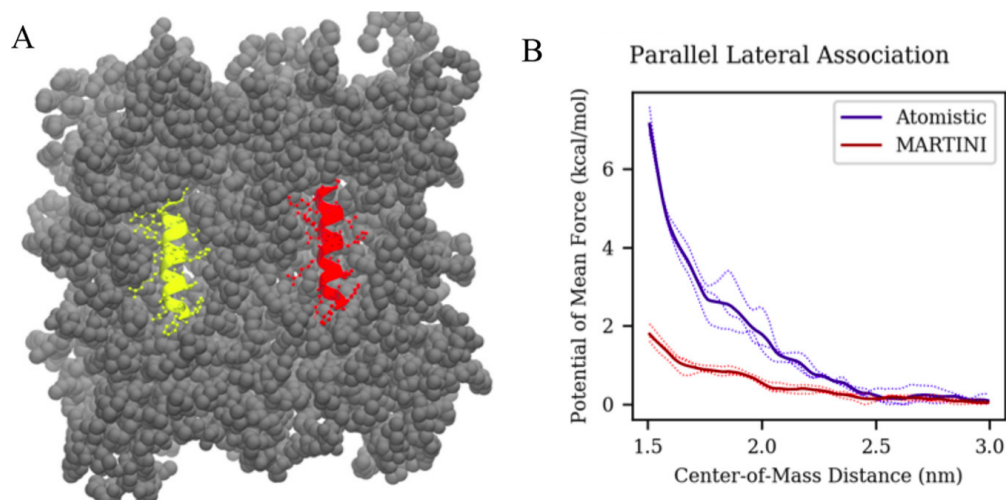 A
B
Parallel Lateral Association
Atomistic
MARTINI
Potential of Mean Force (kcal/mol)
6
4
2
0
1.5 2.0 2.5 3.0
Center-of-Mass Distance (nm)